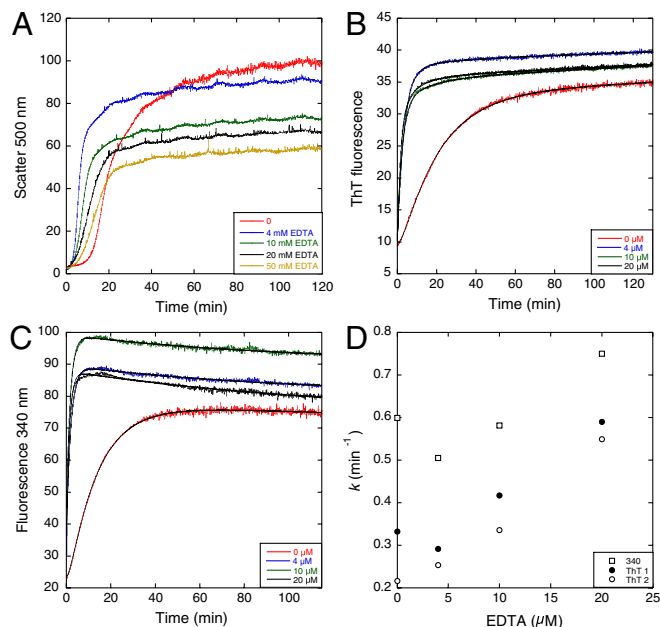 A
B
Scatter 500 nm
120
100
80
60
40
20
0
0 20 40 60 80 100 120
Time (min)
0
4 mM EDTA
10 mM EDTA
20 mM EDTA
50 mM EDTA
ThT fluorescence
45
40
35
30
25
20
15
10
5
0 20 40 60 80 100 120
Time (min)
0 µM
4 µM
10 µM
20 µM
C
D
Fluorescence 340 nm
100
90
80
70
60
50
40
30
20
0 20 40 60 80 100
Time (min)
0 µM
4 µM
10 µM
20 µM
k (min⁻¹)
0.8
0.7
0.6
0.5
0.4
0.3
0.2
0 5 10 15 20 25
EDTA (µM)
340
ThT 1
ThT 2